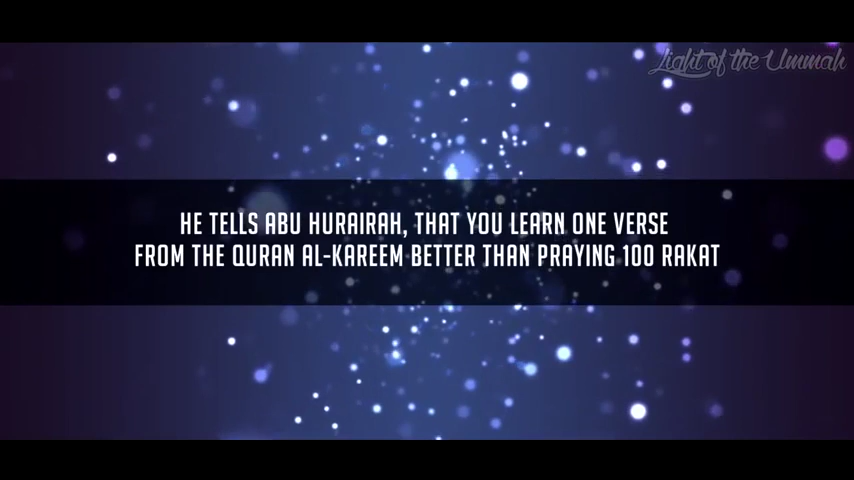 Light of the Ummah
HE TELLS ABU HURAIRAH, THAT YOU LEARN ONE VERSE
FROM THE QURAN AL-KAREEM BETTER THAN PRAYING 100 RAKAT